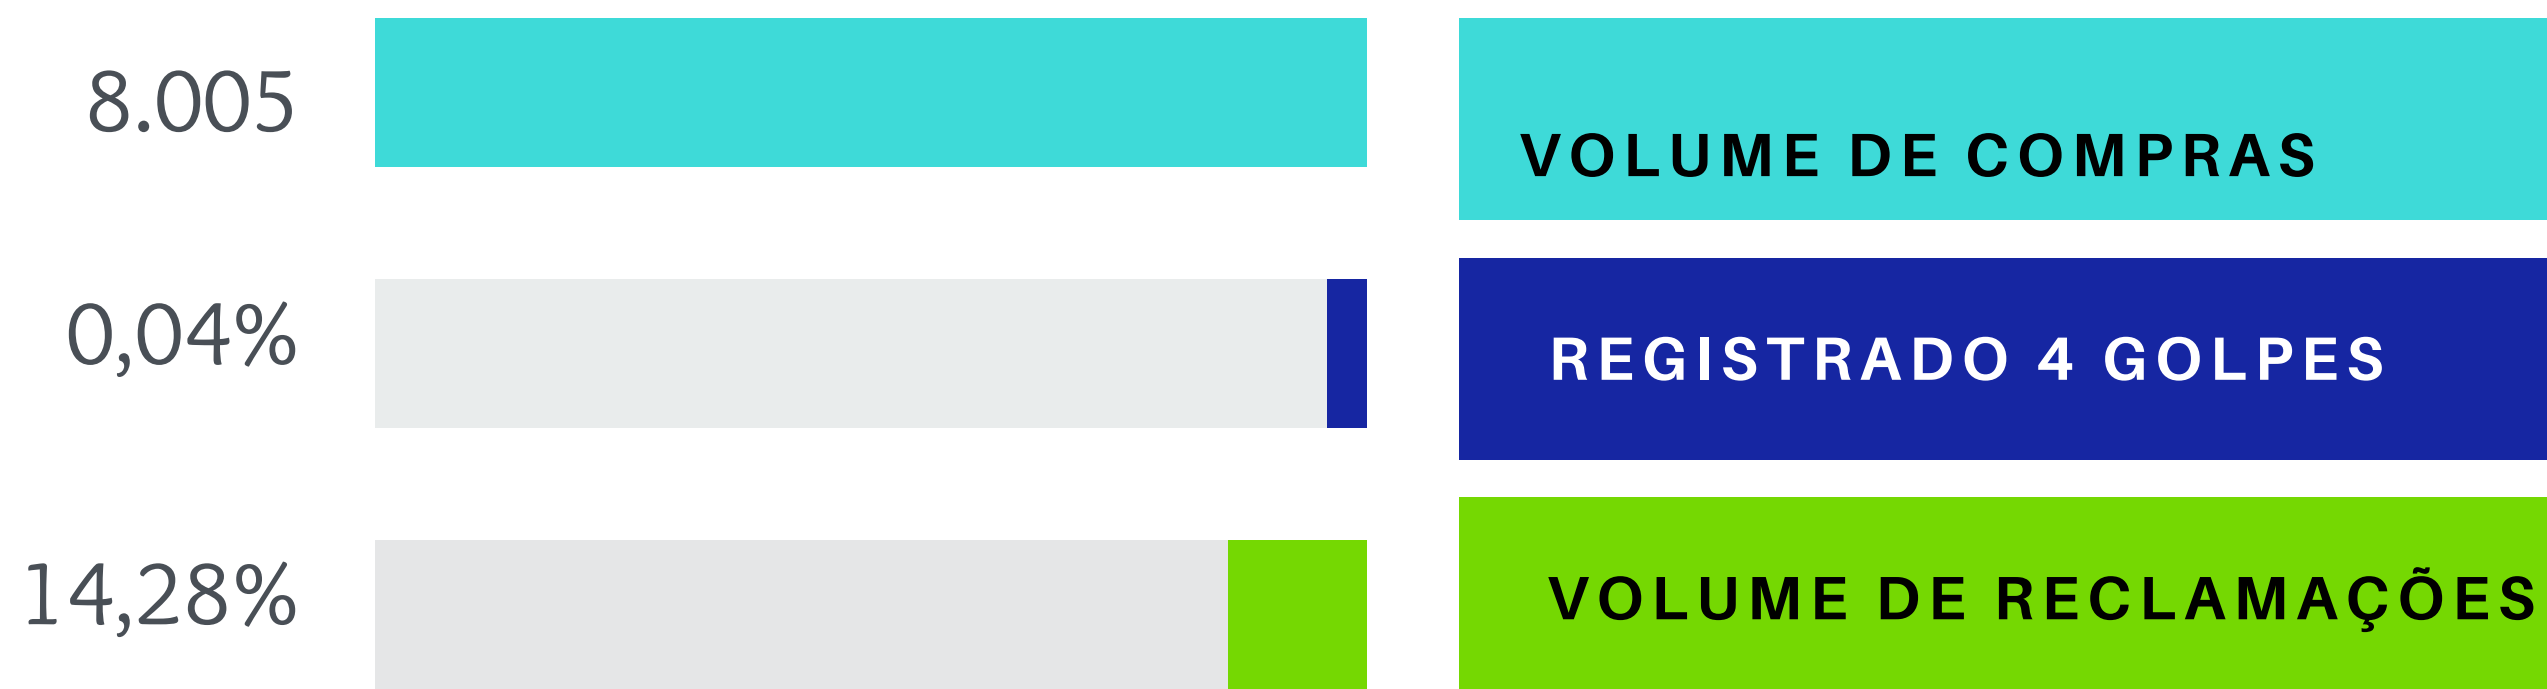 8.005
VOLUME DE COMPRAS
0,04%
REGISTRADO 4 GOLPES
14,28%
VOLUME DE RECLAMAÇÕES